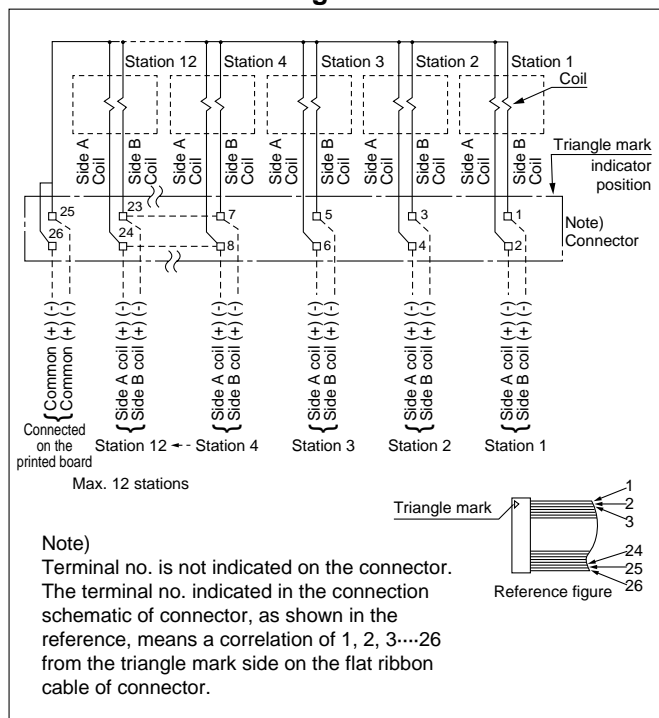 Station 12 Station 4 Station 3 Station 2 Station 1
Coil
Side A
Coil
Side B
Coil
Side A
Coil
Side B
Coil
Side A
Coil
Side B
Coil
Side A
Coil
Side B
Coil
Side A
Coil
Side B
Coil
Triangle mark
indicator
position
25 23 7 5 3 1
26 24 8 6 4 2
Note)
Connector
Common (+) (-)
Common (+) (-)
Side A coil (+) (-)
Side B coil (+) (-)
Side A coil (+) (-)
Side B coil (+) (-)
Side A coil (+) (-)
Side B coil (+) (-)
Side A coil (+) (-)
Side B coil (+) (-)
Side A coil (+) (-)
Side B coil (+) (-)
Connected
on the
printed board
Station 12 Station 4 Station 3 Station 2 Station 1
Max. 12 stations
Triangle mark
1
2
3
24
25
26
Reference figure
Note)
Terminal no. is not indicated on the connector.
The terminal no. indicated in the connection
schematic of connector, as shown in the
reference, means a correlation of 1, 2, 3····26
from the triangle mark side on the flat ribbon
cable of connector.